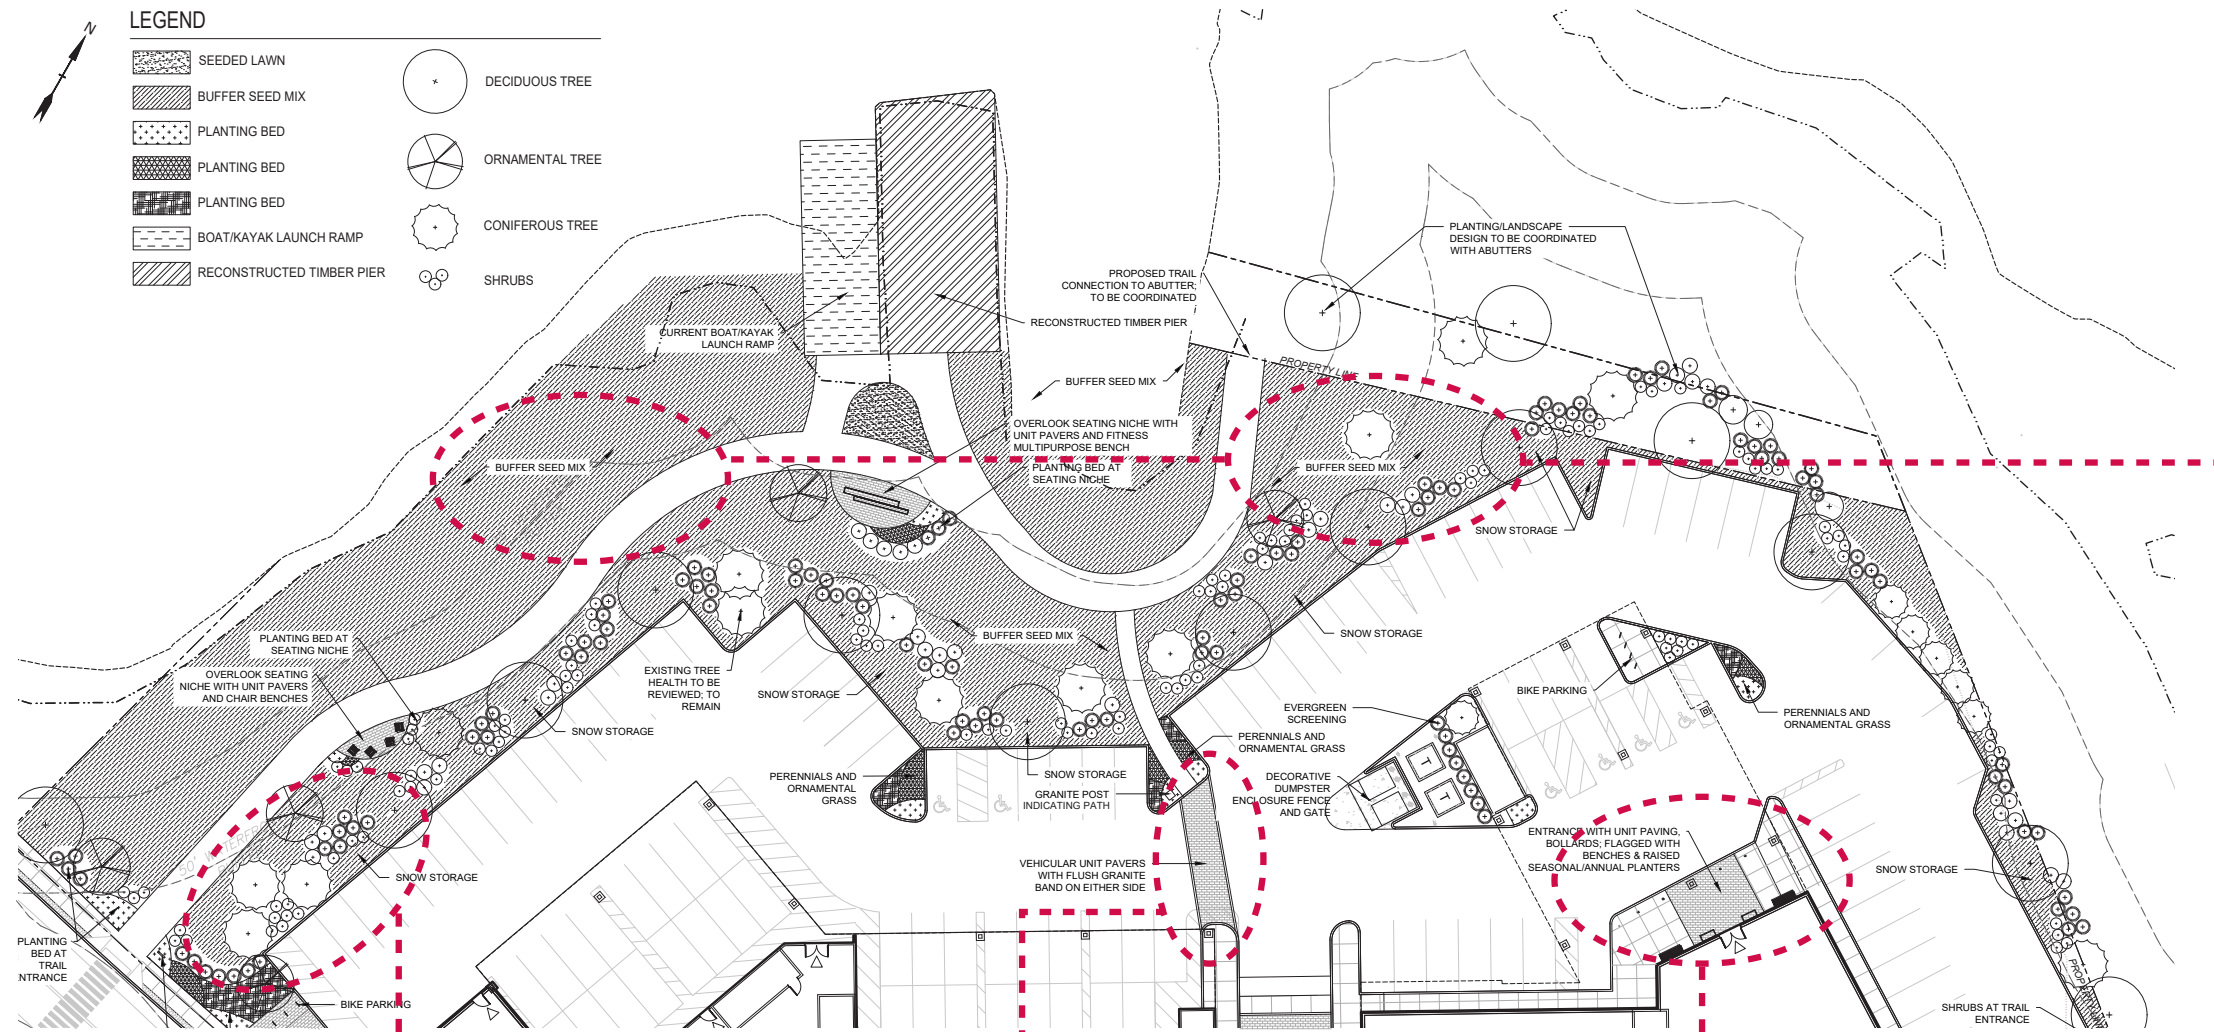 N
LEGEND
SEEDED LAWN
BUFFER SEED MIX
PLANTING BED
PLANTING BED
PLANTING BED
BOAT/KAYAK LAUNCH RAMP
RECONSTRUCTED TIMBER PIER
DECIDUOUS TREE
ORNAMENTAL TREE
CONIFEROUS TREE
SHRUBS
PLANTING/LANDSCAPE
DESIGN TO BE COORDINATED
WITH ABUTTERS
PROPOSED TRAIL
CONNECTION TO ABUTTER;
TO BE COORDINATED
RECONSTRUCTED TIMBER PIER
CURRENT BOAT/KAYAK
LAUNCH RAMP
PROPERTY LINE
BUFFER SEED MIX
OVERLOOK SEATING NICHE WITH
UNIT PAVERS AND FITNESS
MULTIPURPOSE BENCH
PLANTING BED AT
SEATING NICHE
BUFFER SEED MIX
BUFFER SEED MIX
SNOW STORAGE
SNOW STORAGE
BUFFER SEED MIX
PLANTING BED AT
SEATING NICHE
OVERLOOK SEATING
NICHE WITH UNIT PAVERS
AND CHAIR BENCHES
EXISTING TREE
HEALTH TO BE
REVIEWED; TO
REMAIN
SNOW STORAGE
SNOW STORAGE
BIKE PARKING
EVERGREEN
SCREENING
PERENNIALS AND
ORNAMENTAL GRASS
PERENNIALS AND
ORNAMENTAL GRASS
PERENNIALS AND
ORNAMENTAL
GRASS
SNOW STORAGE
GRANITE POST
INDICATING PATH
DECORATIVE
DUMPSTER
ENCLOSURE FENCE
AND GATE
T
T
ENTRANCE WITH UNIT PAVING,
BOLLARDS; FLAGGED WITH
BENCHES & RAISED
SEASONAL/ANNUAL PLANTERS
VEHICULAR UNIT PAVERS
WITH FLUSH GRANITE
BAND ON EITHER SIDE
SNOW STORAGE
SNOW STORAGE
50' WATERFR
PLANTING
BED AT
TRAIL
NTRANCE
BIKE PARKING
SHRUBS AT TRAIL
ENTRANCE